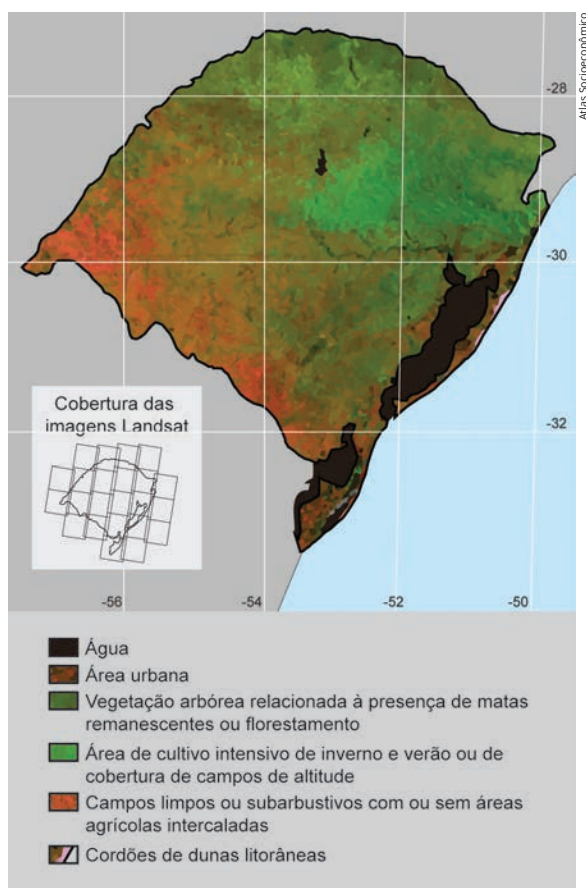 Atlas Socioeconômico
-28
-30
-32
Cobertura das
imagens Landsat
-56
-54
-52
-50
Água
Área urbana
Vegetação arbórea relacionada à presença de matas
remanescentes ou florestamento
Área de cultivo intensivo de inverno e verão ou de
cobertura de campos de altitude
Campos limpos ou subarbustivos com ou sem áreas
agrícolas intercaladas
Cordões de dunas litorâneas